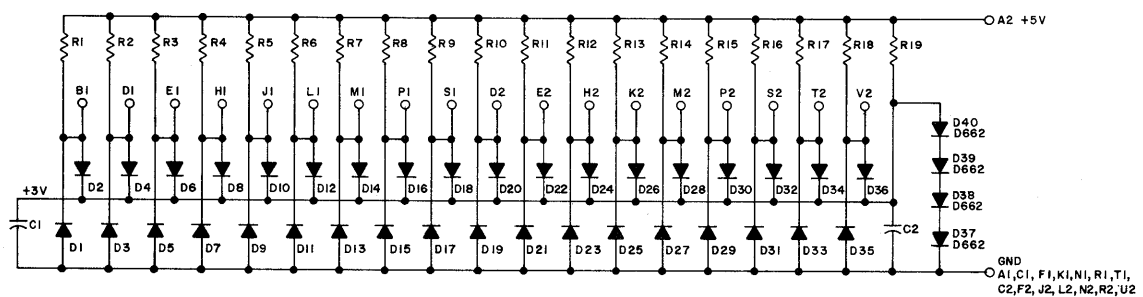 A2 +5V
R1 R2 R3 R4 R5 R6 R7 R8 R9 R10 R11 R12 R13 R14 R15 R16 R17 R18 R19
B1 D1 E1 H1 J1 L1 M1 P1 S1 D2 E2 H2 K2 M2 P2 S2 T2 V2
D40
D662
D39
D662
D38
D662
D37
D662
D2 D4 D6 D8 D10 D12 D14 D16 D18 D20 D22 D24 D26 D28 D30 D32 D34 D36
+3V
C1
C2
D1 D3 D5 D7 D9 D11 D13 D15 D17 D19 D21 D23 D25 D27 D29 D31 D33 D35
GND
A1, C1, F1, K1, N1, R1, T1,
C2, F2, J2, L2, N2, R2, U2